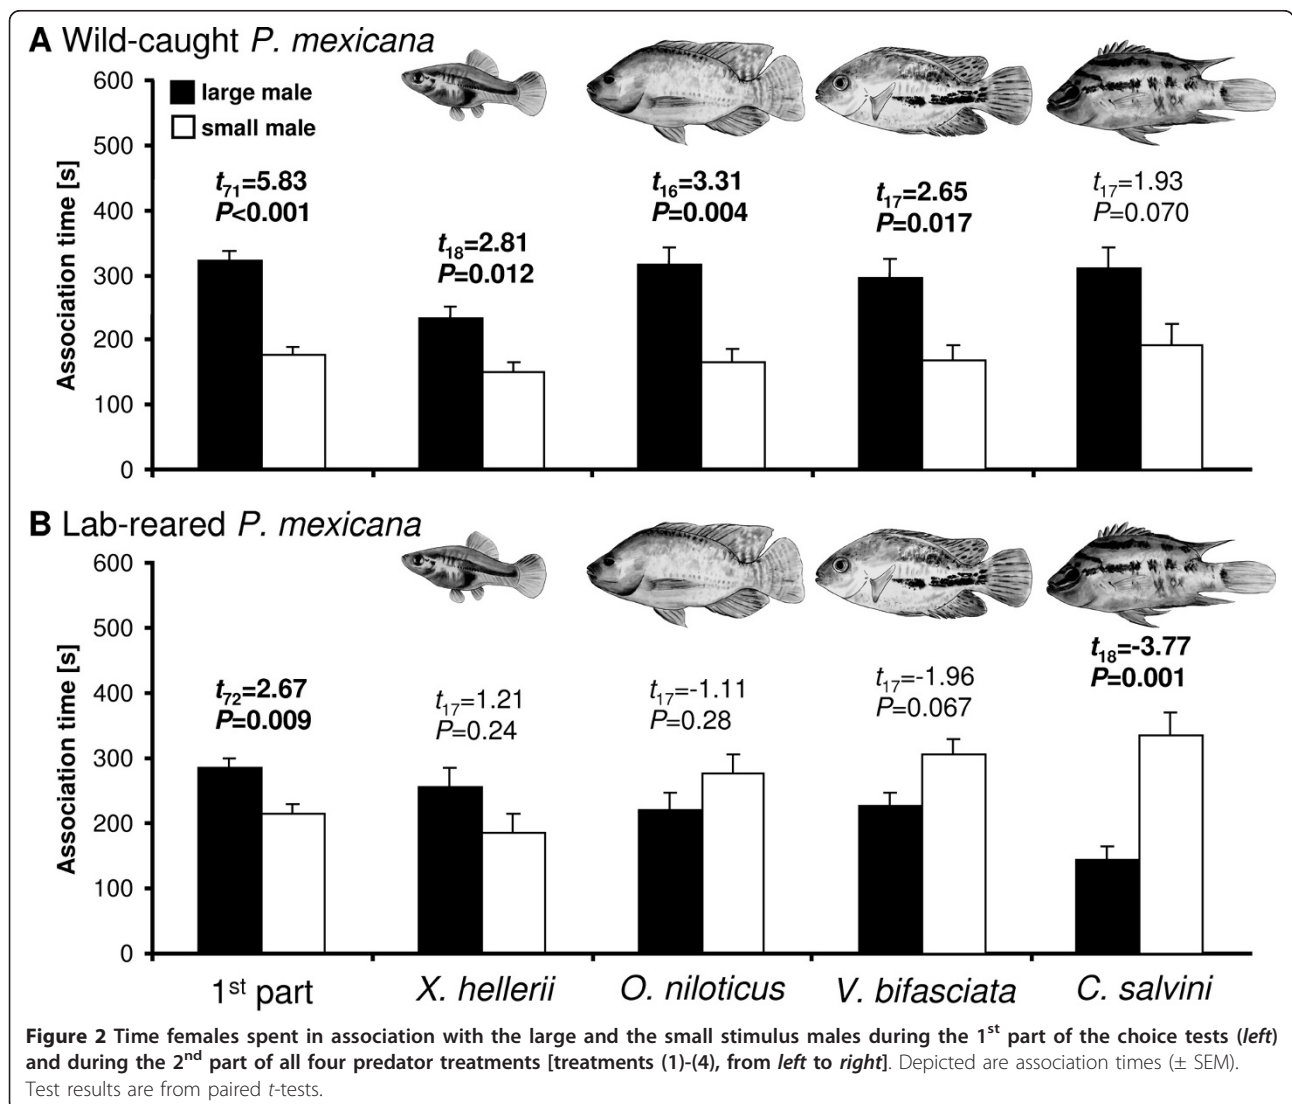 A Wild-caught P. mexicana
600
500
400
300
200
100
0
Association time [s]
large male
small male
t71=5.83
P<0.001
t18=2.81
P=0.012
t16=3.31
P=0.004
t17=2.65
P=0.017
t17=1.93
P=0.070
B Lab-reared P. mexicana
600
500
400
300
200
100
0
Association time [s]
t72=2.67
P=0.009
t17=1.21
P=0.24
t17=-1.11
P=0.28
t17=-1.96
P=0.067
t18=-3.77
P=0.001
1st part X. hellerii O. niloticus V. bifasciata C. salvini
Figure 2 Time females spent in association with the large and the small stimulus males during the 1st part of the choice tests (left)
and during the 2nd part of all four predator treatments [treatments (1)-(4), from left to right]. Depicted are association times (± SEM).
Test results are from paired t-tests.